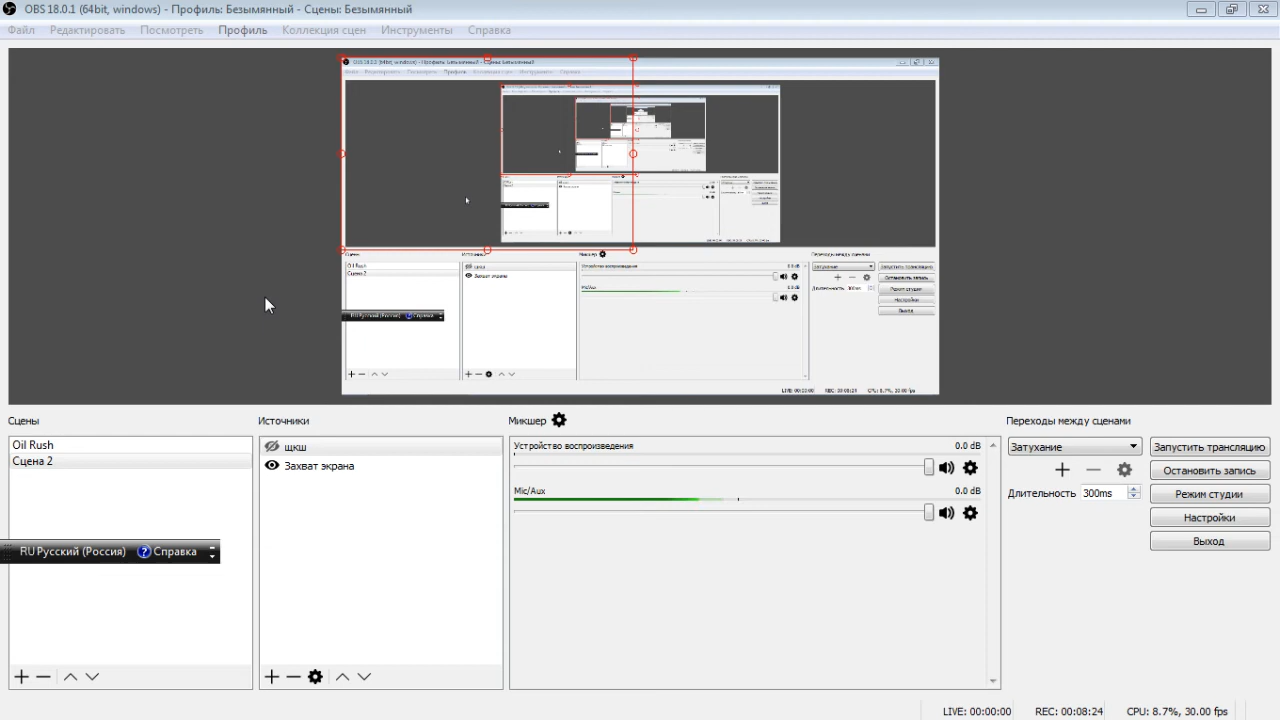 OBS 18.0.1 (64bit, windows) - Профиль: Безымянный - Сцены: Безымянный
Файл Редактировать Посмотреть Профиль Коллекция сцен Инструменты Справка
Сцены
Oil Rush
Сцена 2
RU Русский (Россия) ? Справка
Источники
щкш
Захват экрана
Микшер
Устройство воспроизведения 0.0 dB
Mic/Aux 0.0 dB
Переходы между сценами
Затухание
Длительность 300ms
Запустить трансляцию
Остановить запись
Режим студии
Настройки
Выход
LIVE: 00:00:00 REC: 00:08:24 CPU: 8.7%, 30.00 fps